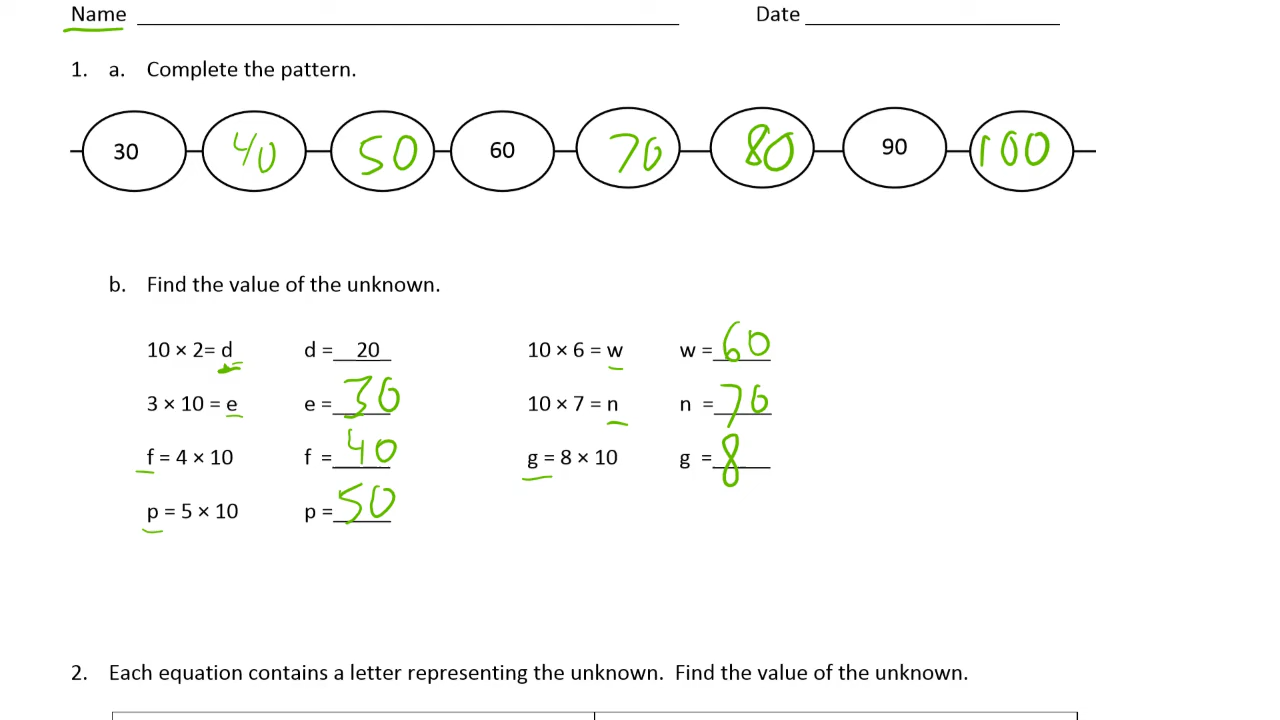 Name Date
1. a. Complete the pattern.
30 40 50 60 70 80 90 100
b. Find the value of the unknown.
10 × 2= d d = 20 10 × 6 = w w = 60
3 × 10 = e e = 30 10 × 7 = n n = 70
f = 4 × 10 f = 40 g = 8 × 10 g = 8
p = 5 × 10 p = 50
2. Each equation contains a letter representing the unknown. Find the value of the unknown.